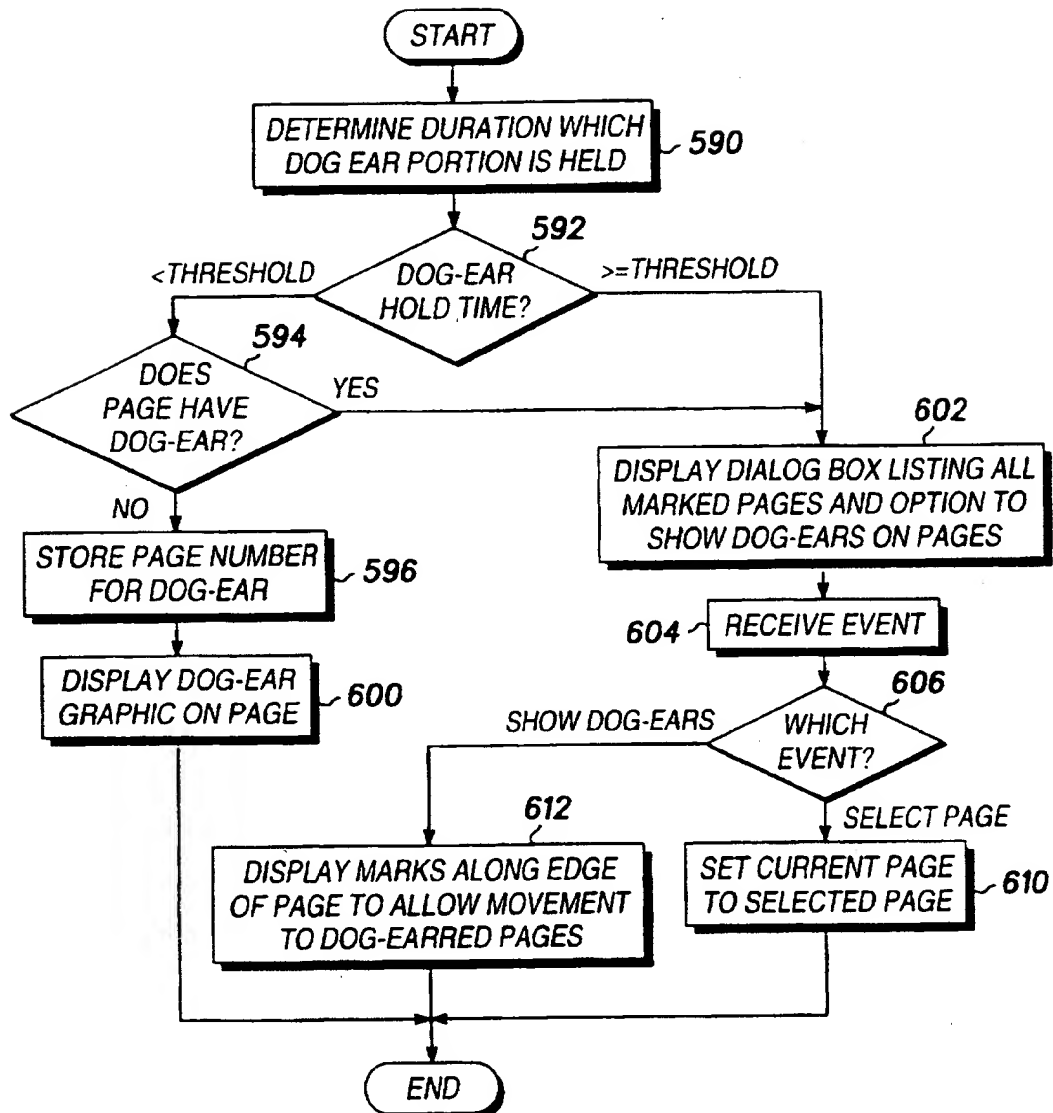 START
DETERMINE DURATION WHICH
DOG EAR PORTION IS HELD
590
592
<THRESHOLD
DOG-EAR
HOLD TIME?
>=THRESHOLD
594
DOES
PAGE HAVE
DOG-EAR?
YES
NO
602
DISPLAY DIALOG BOX LISTING ALL
MARKED PAGES AND OPTION TO
SHOW DOG-EARS ON PAGES
STORE PAGE NUMBER
FOR DOG-EAR
596
604
RECEIVE EVENT
DISPLAY DOG-EAR
GRAPHIC ON PAGE
600
606
SHOW DOG-EARS
WHICH
EVENT?
SELECT PAGE
612
DISPLAY MARKS ALONG EDGE
OF PAGE TO ALLOW MOVEMENT
TO DOG-EARRED PAGES
SET CURRENT PAGE
TO SELECTED PAGE
610
END